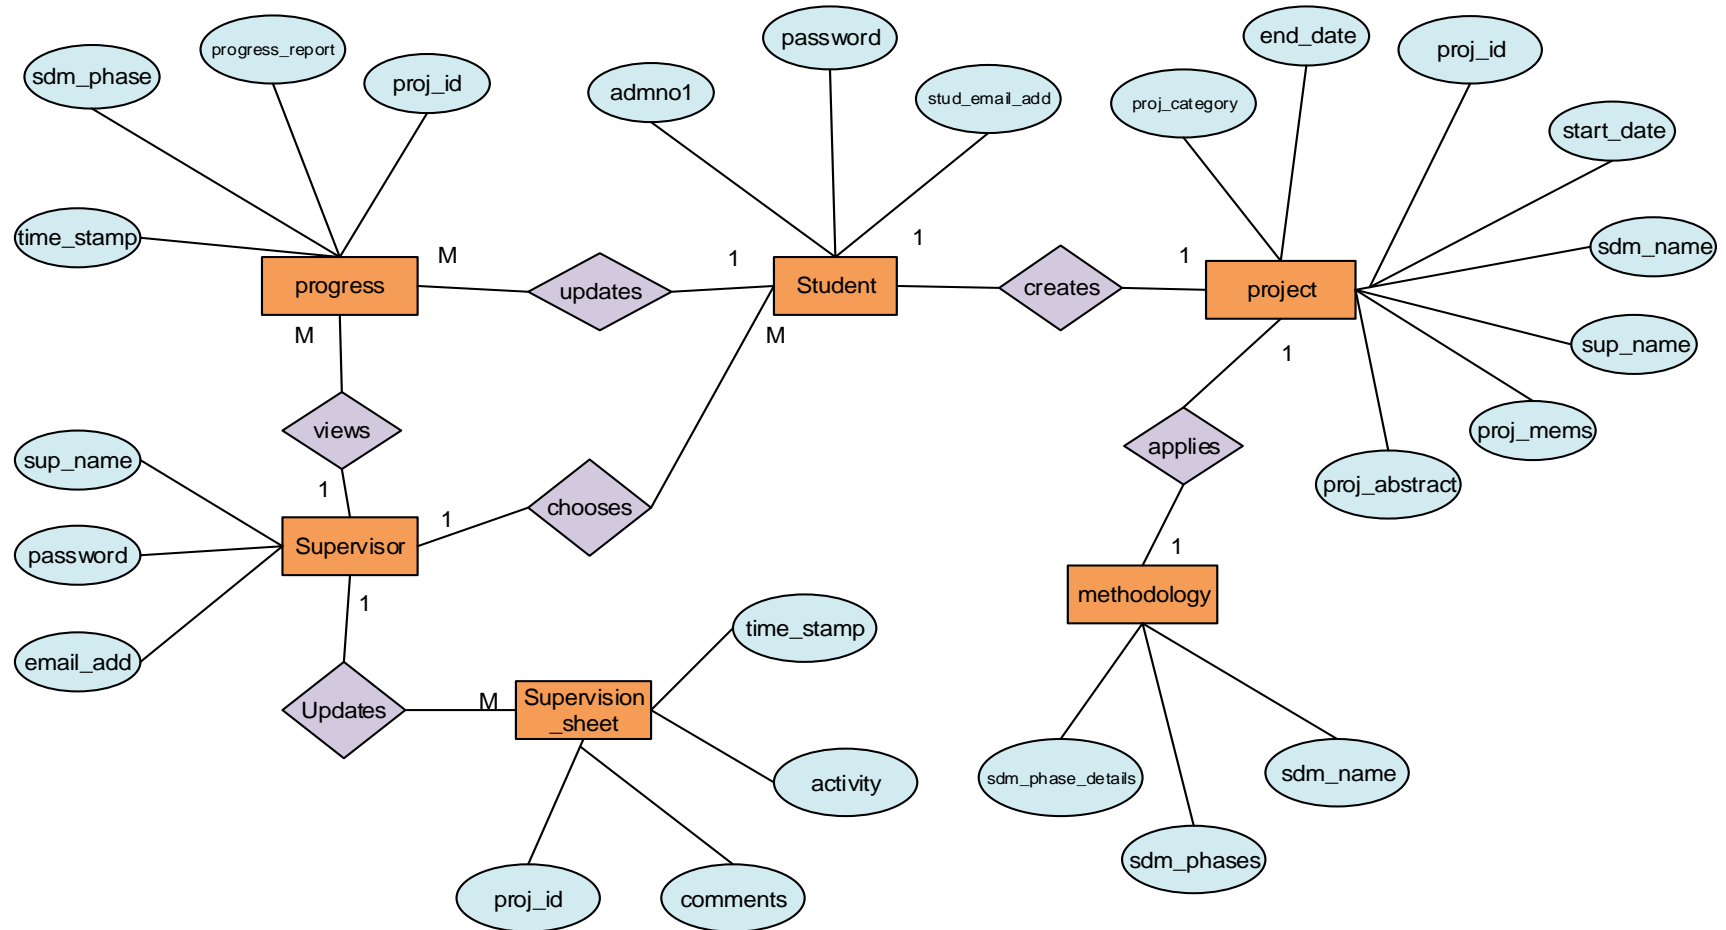 password
end_date
proj_id
progress_report
sdm_phase
proj_id
admno1
stud_email_add
proj_category
start_date
time_stamp
M
1
1
1
sdm_name
progress
updates
Student
creates
project
M
M
1
sup_name
views
applies
proj_mems
sup_name
proj_abstract
1
1
chooses
1
password
Supervisor
methodology
1
time_stamp
email_add
Updates
M
Supervision
_sheet
activity
sdm_phase_details
sdm_name
sdm_phases
proj_id
comments